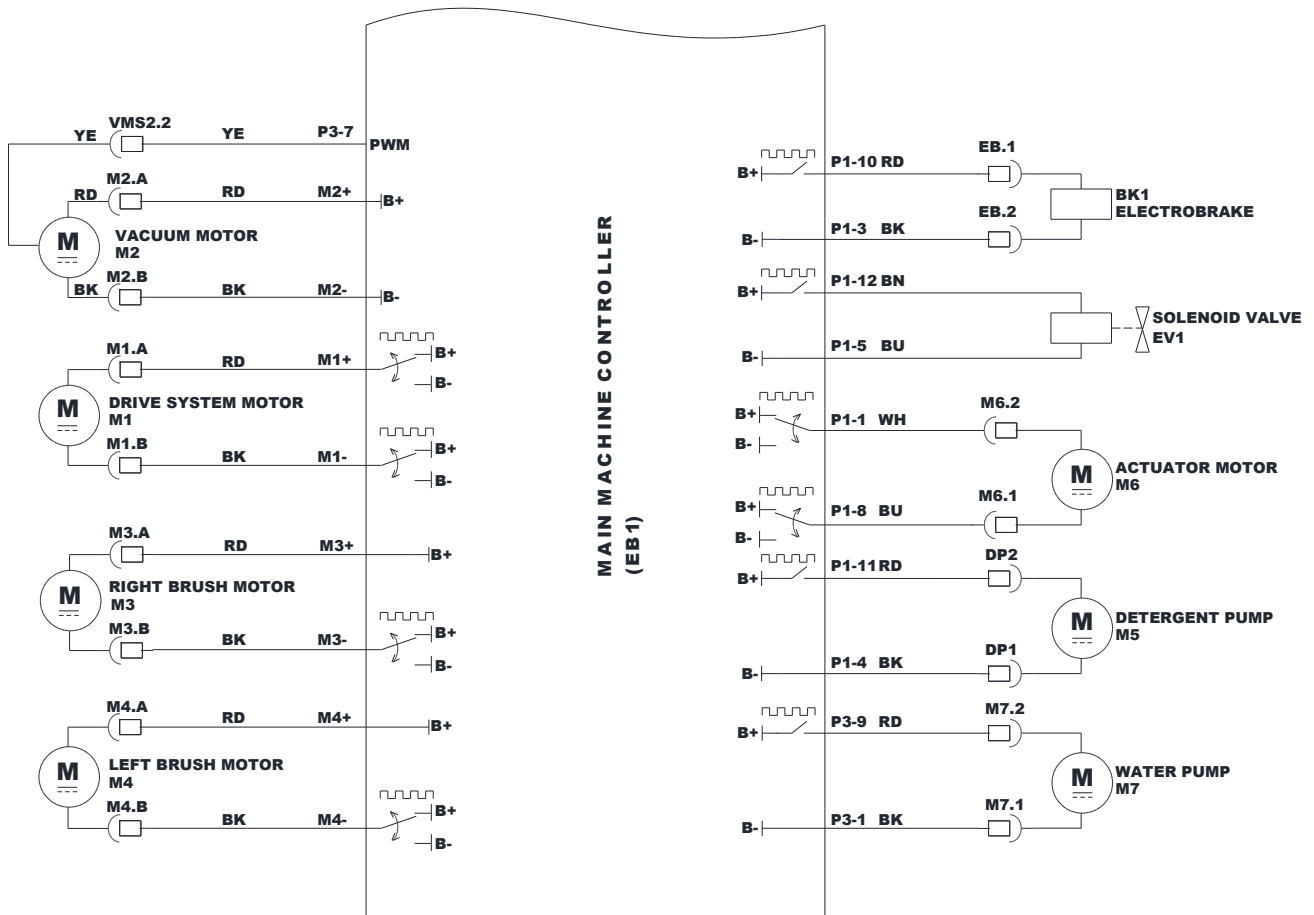 VMS2.2
YE YE P3-7
PWM
M2.A
RD RD M2+
B+
M
VACUUM MOTOR
M2
M2.B
BK BK M2-
B-
M1.A
RD M1+
B+
B-
M
DRIVE SYSTEM MOTOR
M1
M1.B
BK M1-
B+
B-
M3.A
RD M3+
B+
M
RIGHT BRUSH MOTOR
M3
M3.B
BK M3-
B+
B-
M4.A
RD M4+
B+
M
LEFT BRUSH MOTOR
M4
M4.B
BK M4-
B+
B-
MAIN MACHINE CONTROLLER
(EB1)
B+
P1-10 RD
EB.1
BK1
ELECTROBRAKE
EB.2
B-
P1-3 BK
B+
P1-12 BN
SOLENOID VALVE
EV1
B-
P1-5 BU
B+
B-
P1-1 WH
M6.2
M
ACTUATOR MOTOR
M6
B+
B-
P1-8 BU
M6.1
B+
P1-11 RD
DP2
M
DETERGENT PUMP
M5
DP1
B-
P1-4 BK
B+
P3-9 RD
M7.2
M
WATER PUMP
M7
M7.1
B-
P3-1 BK